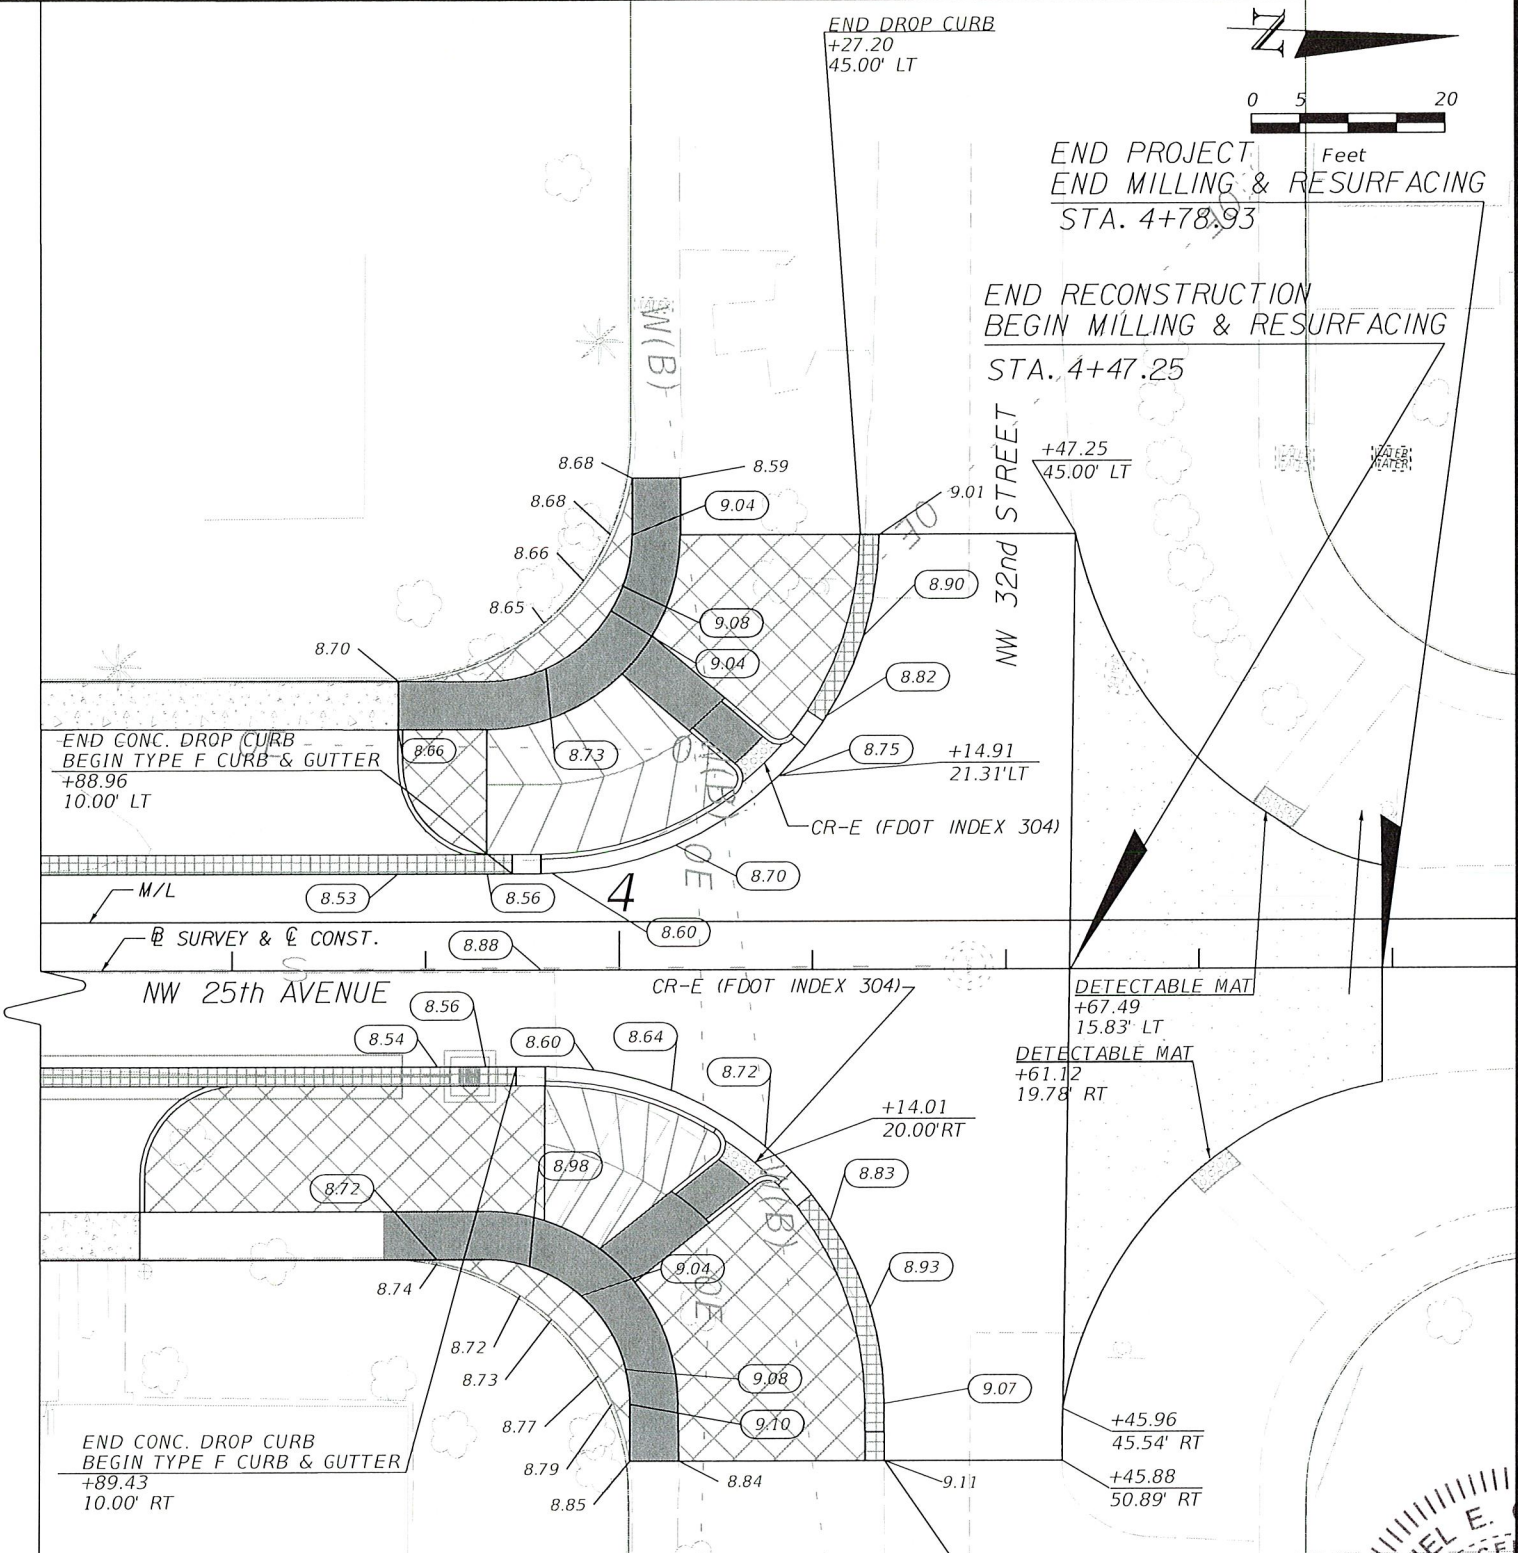 END DROP CURB
+27.20
45.00' LT
N
0 5 20
Feet
END PROJECT
END MILLING & RESURFACING
STA. 4+78.93
OE
END RECONSTRUCTION
BEGIN MILLING & RESURFACING
STA. 4+47.25
W(B)
NW 32nd STREET
+47.25
45.00' LT
WATER
WATER
8.68
8.59
8.68
9.04
9.01
OE
8.66
8.90
8.65
9.08
8.70
9.04
8.82
END CONC. DROP CURB
BEGIN TYPE F CURB & GUTTER
+88.96
10.00' LT
8.66
8.73
8.75
+14.91
21.31'LT
W(B)
CR-E (FDOT INDEX 304)
OE
8.70
M/L
8.53
8.56
4
8.60
BL SURVEY & CL CONST.
8.88
S
NW 25th AVENUE
CR-E (FDOT INDEX 304)
DETECTABLE MAT
+67.49
15.83' LT
8.56
8.54
8.60
8.64
8.72
DETECTABLE MAT
+61.12
19.78' RT
+14.01
20.00'RT
8.98
8.83
8.72
W(B)
9.04
8.93
OE
8.74
8.72
8.73
9.08
9.07
8.77
9.10
+45.96
45.54' RT
END CONC. DROP CURB
BEGIN TYPE F CURB & GUTTER
+89.43
10.00' RT
8.79
8.84
9.11
+45.88
50.89' RT
8.85